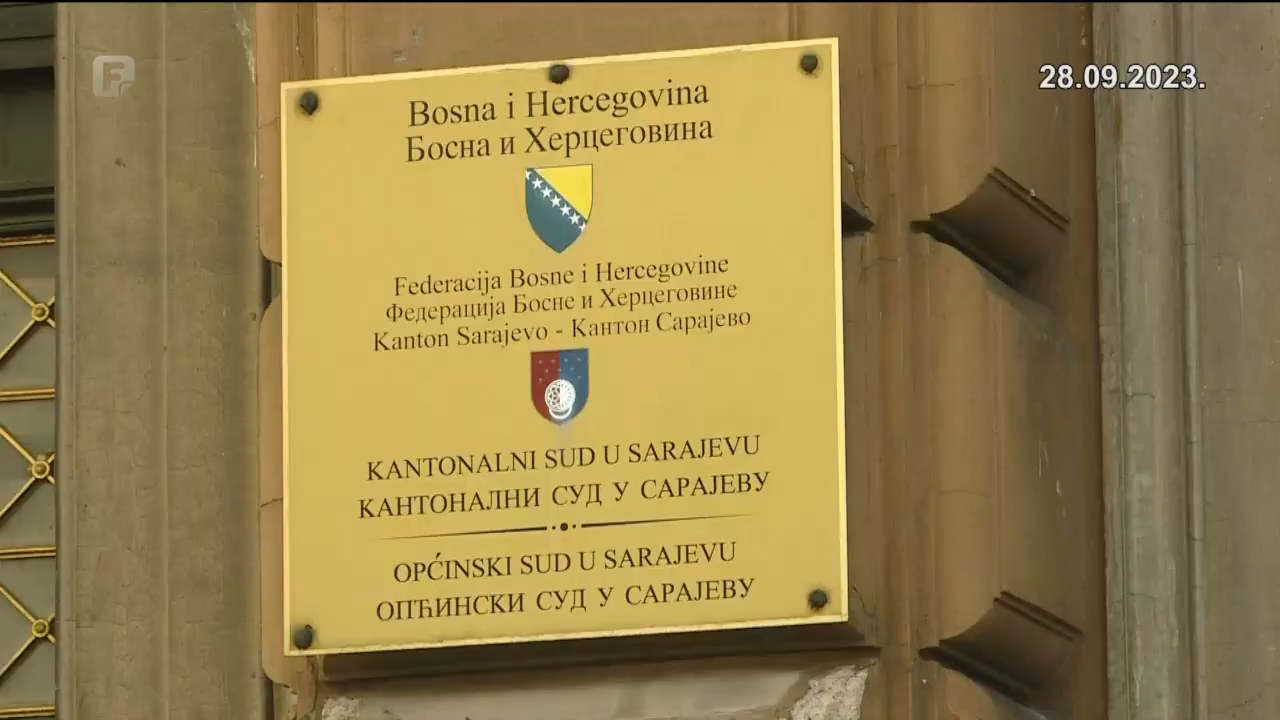 F
28.09.2023.
Bosna i Hercegovina
Босна и Херцеговина
Federacija Bosne i Hercegovine
Федерација Босне и Херцеговине
Kanton Sarajevo - Кантон Сарајево
KANTONALNI SUD U SARAJEVU
КАНТОНАЛНИ СУД У САРАЈЕВУ
OPĆINSKI SUD U SARAJEVU
ОПЋИНСКИ СУД У САРАЈЕВУ